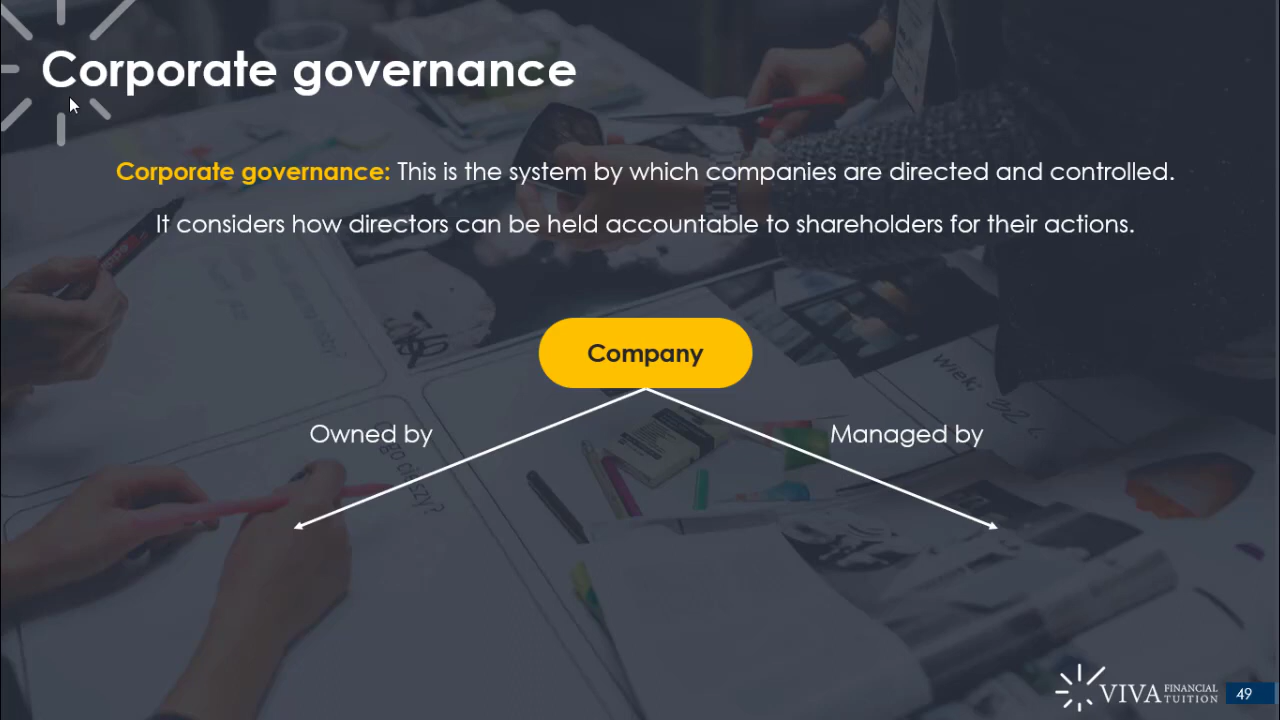 Corporate governance
Corporate governance: This is the system by which companies are directed and controlled.
It considers how directors can be held accountable to shareholders for their actions.
Company
Owned by
Managed by
VIVA FINANCIAL TUITION
49